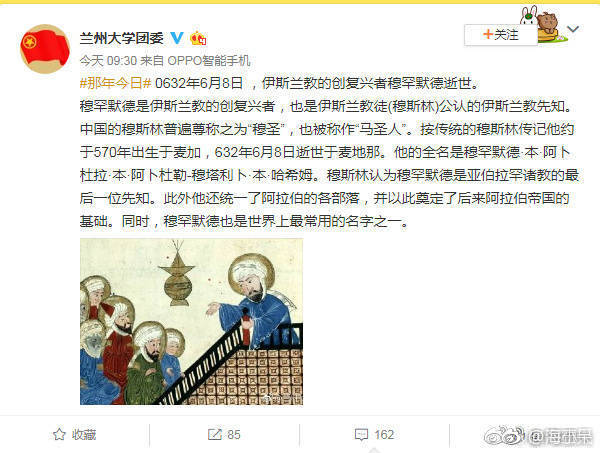 兰州大学团委
+关注
今天 09:30 来自 OPPO智能手机
#那年今日# 0632年6月8日 ，伊斯兰教的创复兴者穆罕默德逝世。
穆罕默德是伊斯兰教的创复兴者，也是伊斯兰教徒(穆斯林)公认的伊斯兰教先知。
中国的穆斯林普遍尊称之为“穆圣”，也被称作“马圣人”。按传统的穆斯林传记他约
于570年出生于麦加，632年6月8日逝世于麦地那。他的全名是穆罕默德·本·阿卜
杜拉·本·阿卜杜勒-穆塔利卜·本·哈希姆。穆斯林认为穆罕默德是亚伯拉罕诸教的最
后一位先知。此外他还统一了阿拉伯的各部落，并以此奠定了后来阿拉伯帝国的
基础。同时，穆罕默德也是世界上最常用的名字之一。
收藏
85
162